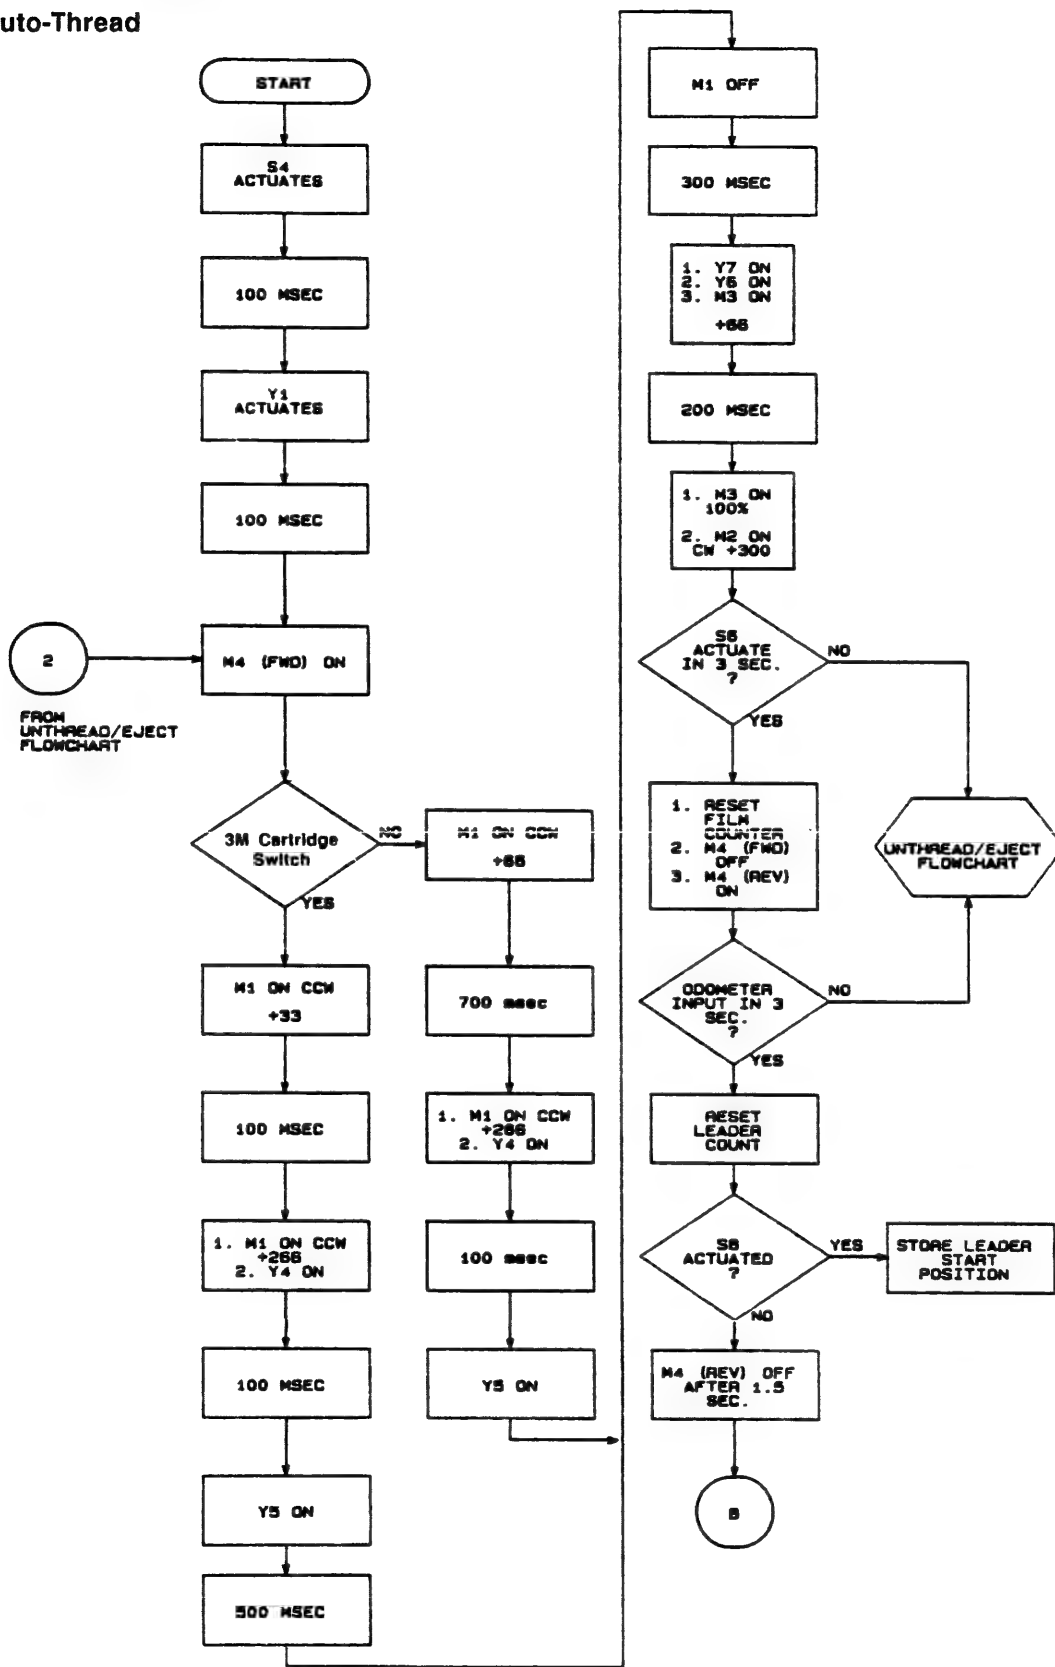 uto-Thread
START
S4
ACTUATES
100 MSEC
Y1
ACTUATES
100 MSEC
2
M4 (FWD) ON
FROM
UNTHREAD/EJECT
FLOWCHART
3M Cartridge
Switch
NO
YES
M1 ON CCW
+66
M1 ON CCW
+33
700 msec
100 MSEC
1. M1 ON CCW
+266
2. Y4 ON
1. M1 ON CCW
+266
2. Y4 ON
100 msec
100 MSEC
Y5 ON
Y5 ON
500 MSEC
M1 OFF
300 MSEC
1. Y7 ON
2. Y6 ON
3. M3 ON
+66
200 MSEC
1. M3 ON
100%
2. M2 ON
CW +300
S6
ACTUATE
IN 3 SEC.
?
NO
YES
1. RESET
FILM
COUNTER
2. M4 (FWD)
OFF
3. M4 (REV)
ON
UNTHREAD/EJECT
FLOWCHART
ODOMETER
INPUT IN 3
SEC.
?
NO
YES
RESET
LEADER
COUNT
ACTUATED
?
YES
NO
STORE LEADER
START
POSITION
M4 (REV) OFF
AFTER 1.5
SEC.